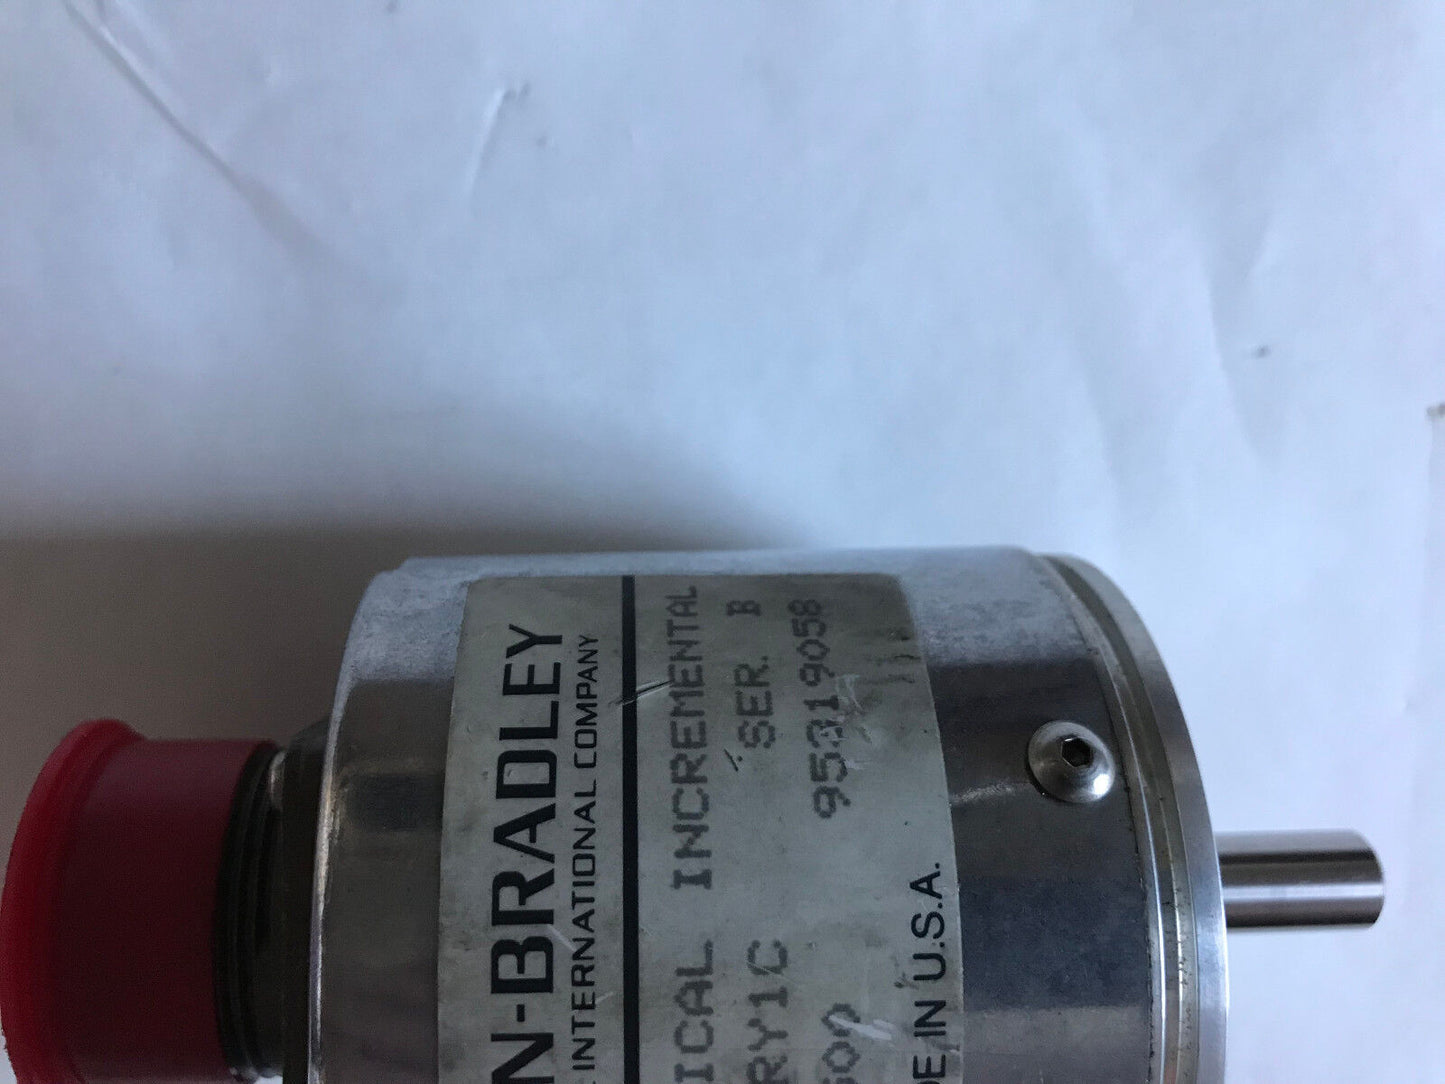 N-BRADLEY
INTERNATIONAL COMPANY
ICAL INCREMENTAL
RY1C SER. B
95319058
DE IN U.S.A.